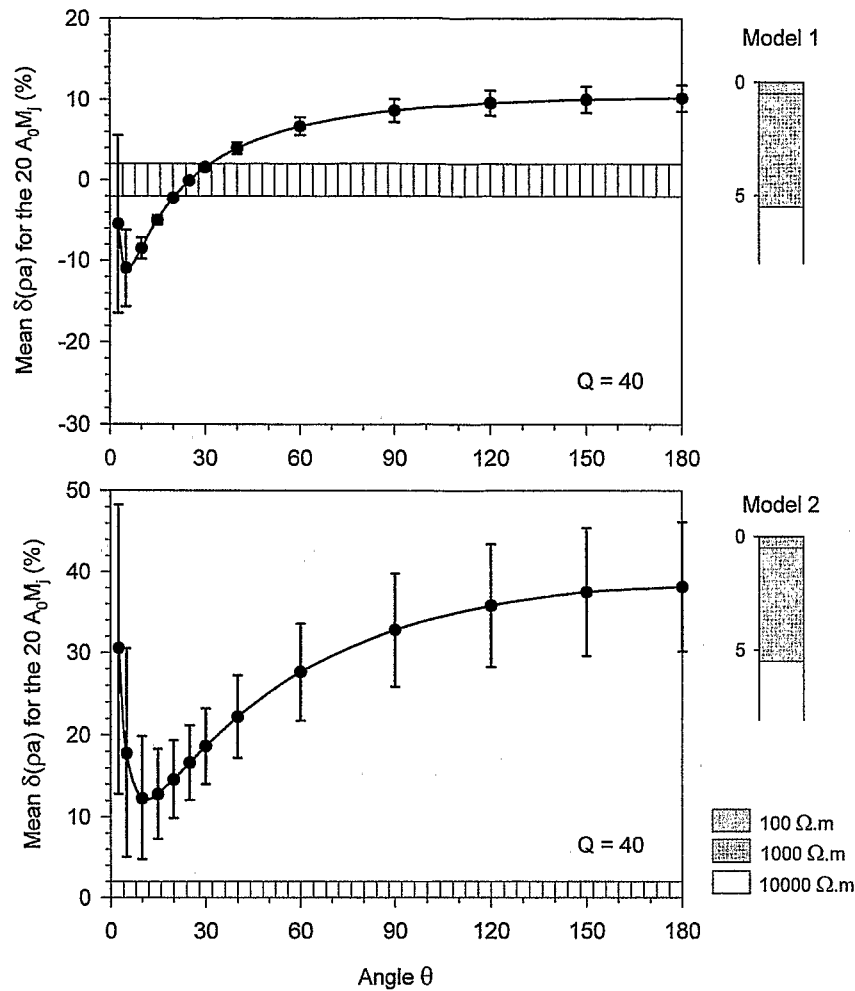 Model 1
20
10
0
-10
-20
-30
Mean δ(ρa) for the 20 A₀Mⱼ (%)
Q = 40
0
5
0 30 60 90 120 150 180
Model 2
50
40
30
20
10
0
Mean δ(ρa) for the 20 A₀Mⱼ (%)
Q = 40
0
5
0 30 60 90 120 150 180
Angle θ
100 Ω.m
1000 Ω.m
10000 Ω.m